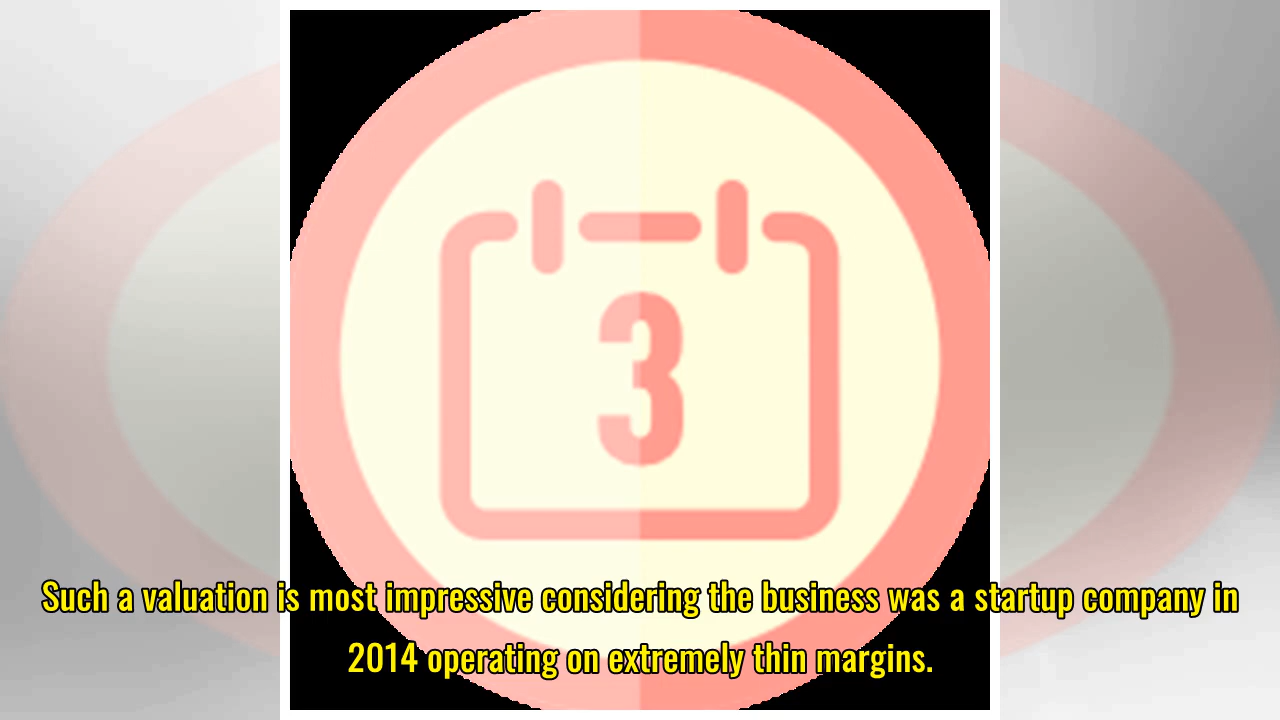 3
Such a valuation is most impressive considering the business was a startup company in
2014 operating on extremely thin margins.